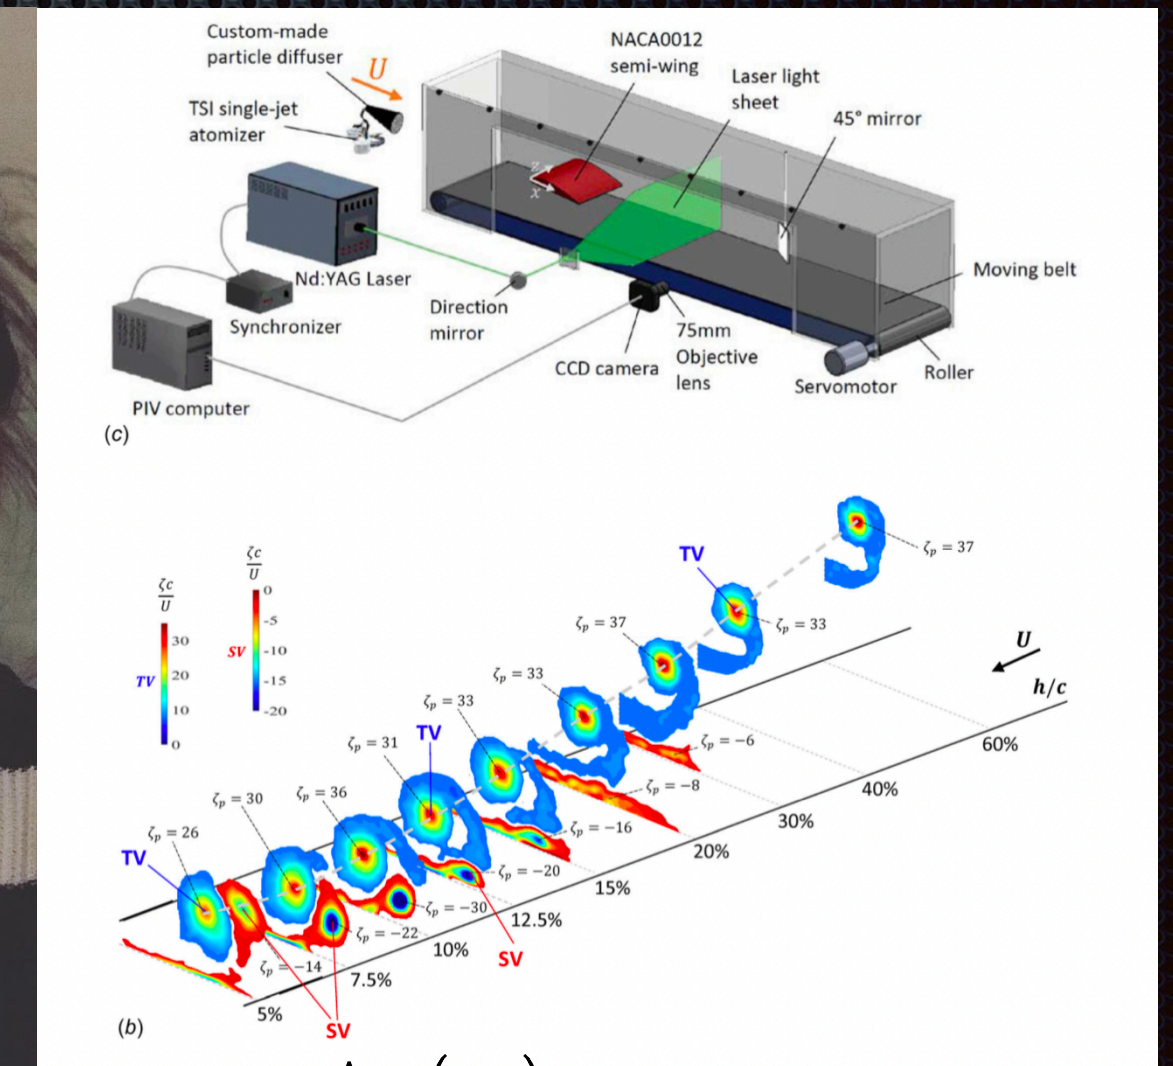 Custom-made
particle diffuser
U
TSI single-jet
atomizer
NACA0012
semi-wing
Laser light
sheet
45° mirror
z
x
Nd:YAG Laser
Synchronizer
Direction
mirror
PIV computer
CCD camera
75mm
Objective
lens
Moving belt
Servomotor
Roller
(c)
ζc
U
0
-5
-10
-15
-20
SV
ζc
U
30
20
10
0
TV
TV
ζp = 37
ζp = 33
ζp = 37
ζp = 33
ζp = 33
TV
ζp = 31
ζp = 36
ζp = 30
ζp = 26
TV
U
h/c
ζp = −6
ζp = −8
ζp = −16
ζp = −20
ζp = −30
ζp = −22
ζp = −14
60%
40%
30%
20%
15%
12.5%
10%
7.5%
5%
SV
SV
(b)